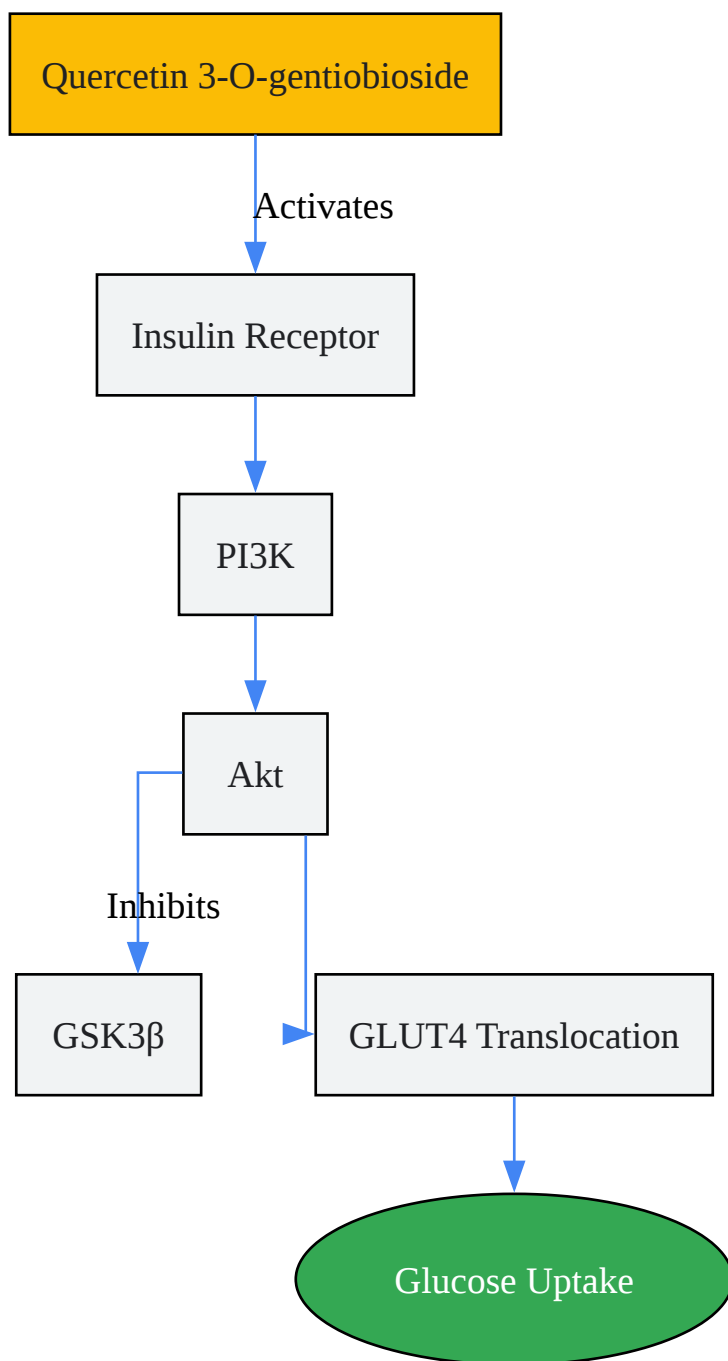 Quercetin 3-O-gentiobioside
Activates
Insulin Receptor
PI3K
Akt
Inhibits
GSK3β
GLUT4 Translocation
Glucose Uptake